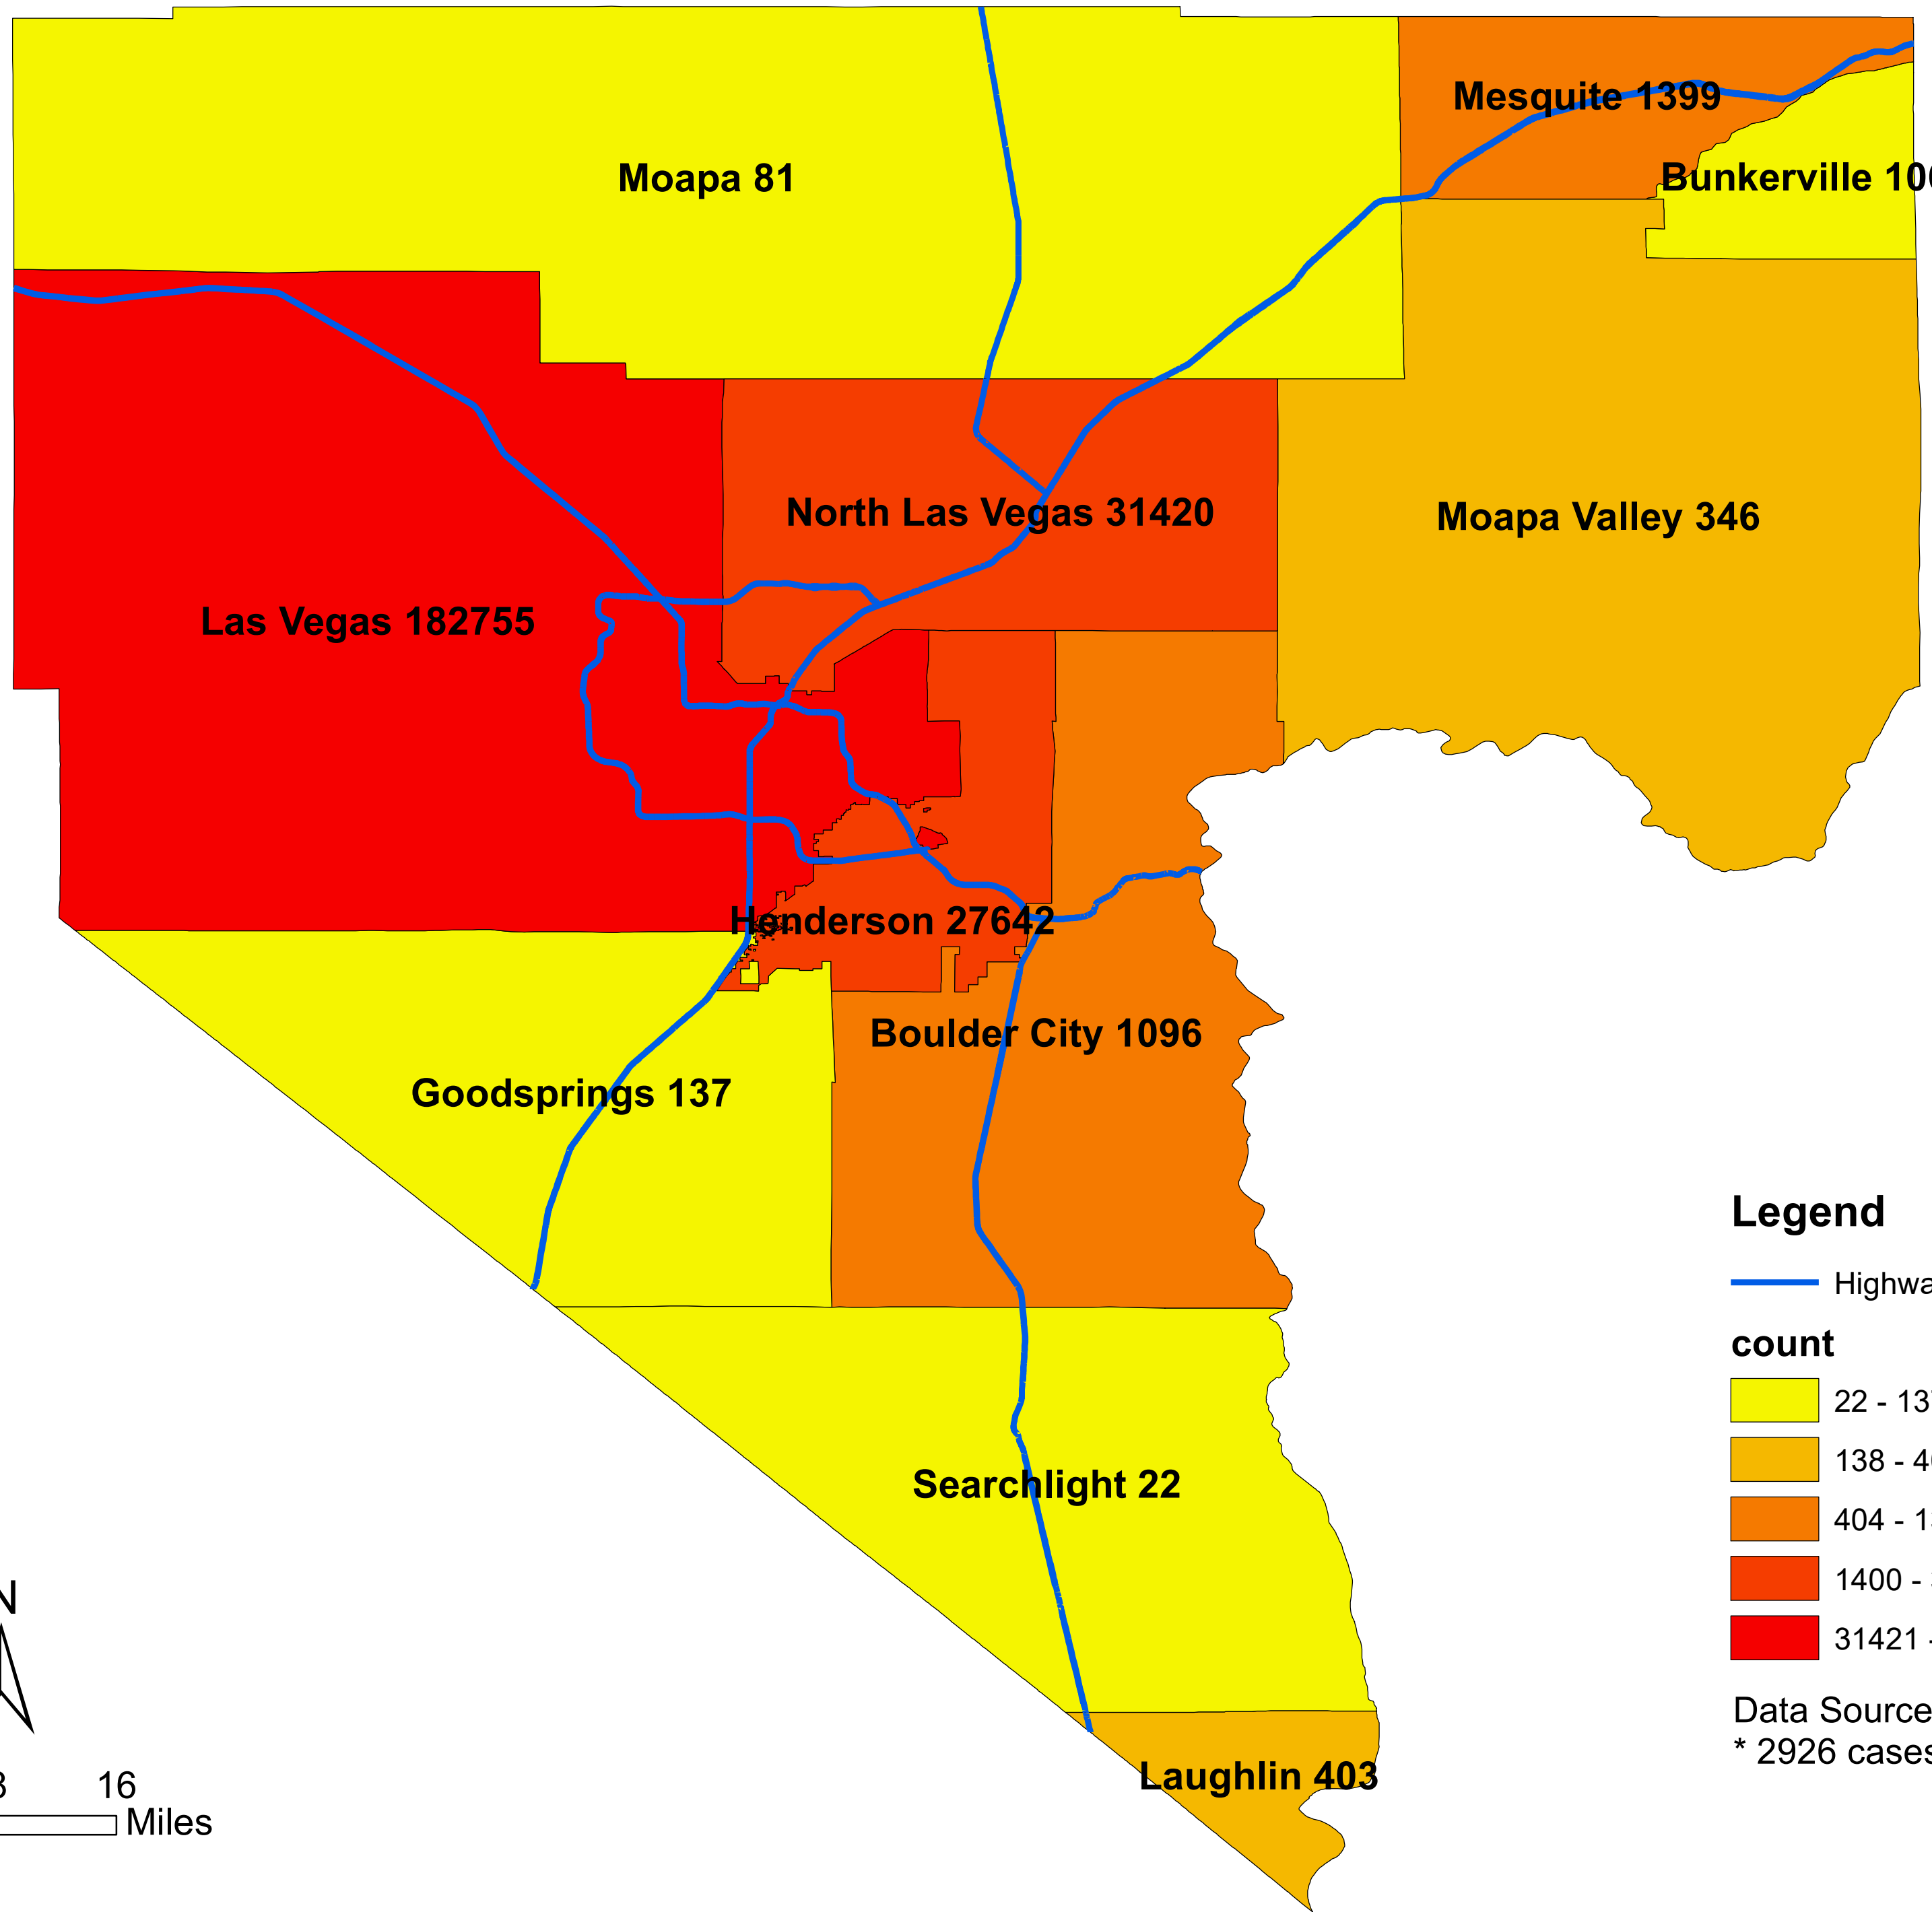 Mesquite 1399
Moapa 81
Bunkerville 10
North Las Vegas 31420
Moapa Valley 346
Las Vegas 182755
Henderson 27642
Boulder City 1096
Goodsprings 137
Legend
Highwa
count
22 - 13
138 - 4
Searchlight 22
404 - 1
N
1400 -
31421 -
Data Source
* 2926 cases
Laughlin 403
16
Miles